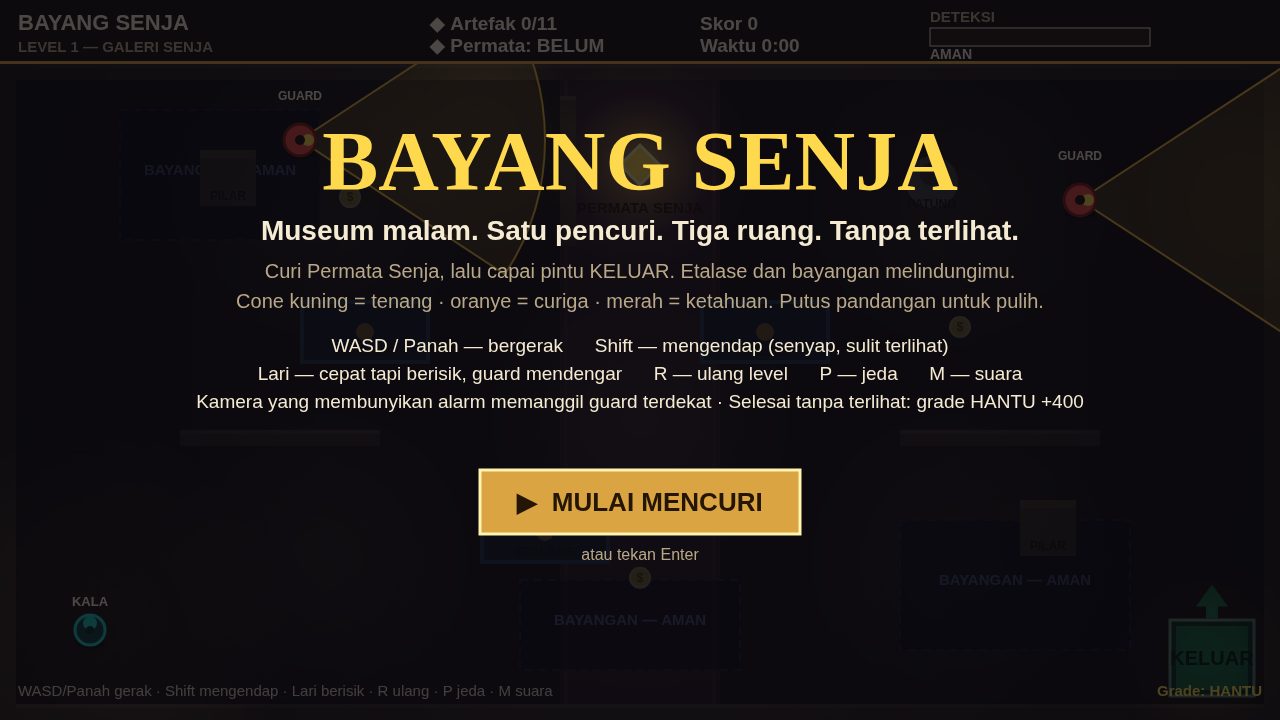 BAYANG SENJA
LEVEL 1 — GALERI SENJA
◆ Artefak 0/11
◆ Permata: BELUM
Skor 0
Waktu 0:00
DETEKSI
AMAN
GUARD
GUARD
BAYANGAN — AMAN
PILAR
$
BAYANG SENJA
PERMATA SENJA
PATUNG
Museum malam. Satu pencuri. Tiga ruang. Tanpa terlihat.
Curi Permata Senja, lalu capai pintu KELUAR. Etalase dan bayangan melindungimu.
Cone kuning = tenang · oranye = curiga · merah = ketahuan. Putus pandangan untuk pulih.
$
WASD / Panah — bergerak Shift — mengendap (senyap, sulit terlihat)
Lari — cepat tapi berisik, guard mendengar R — ulang level P — jeda M — suara
Kamera yang membunyikan alarm memanggil guard terdekat · Selesai tanpa terlihat: grade HANTU +400
▶ MULAI MENCURI
atau tekan Enter
PILAR
$
BAYANGAN — AMAN
BAYANGAN — AMAN
KALA
KELUAR
WASD/Panah gerak · Shift mengendap · Lari berisik · R ulang · P jeda · M suara
Grade: HANTU